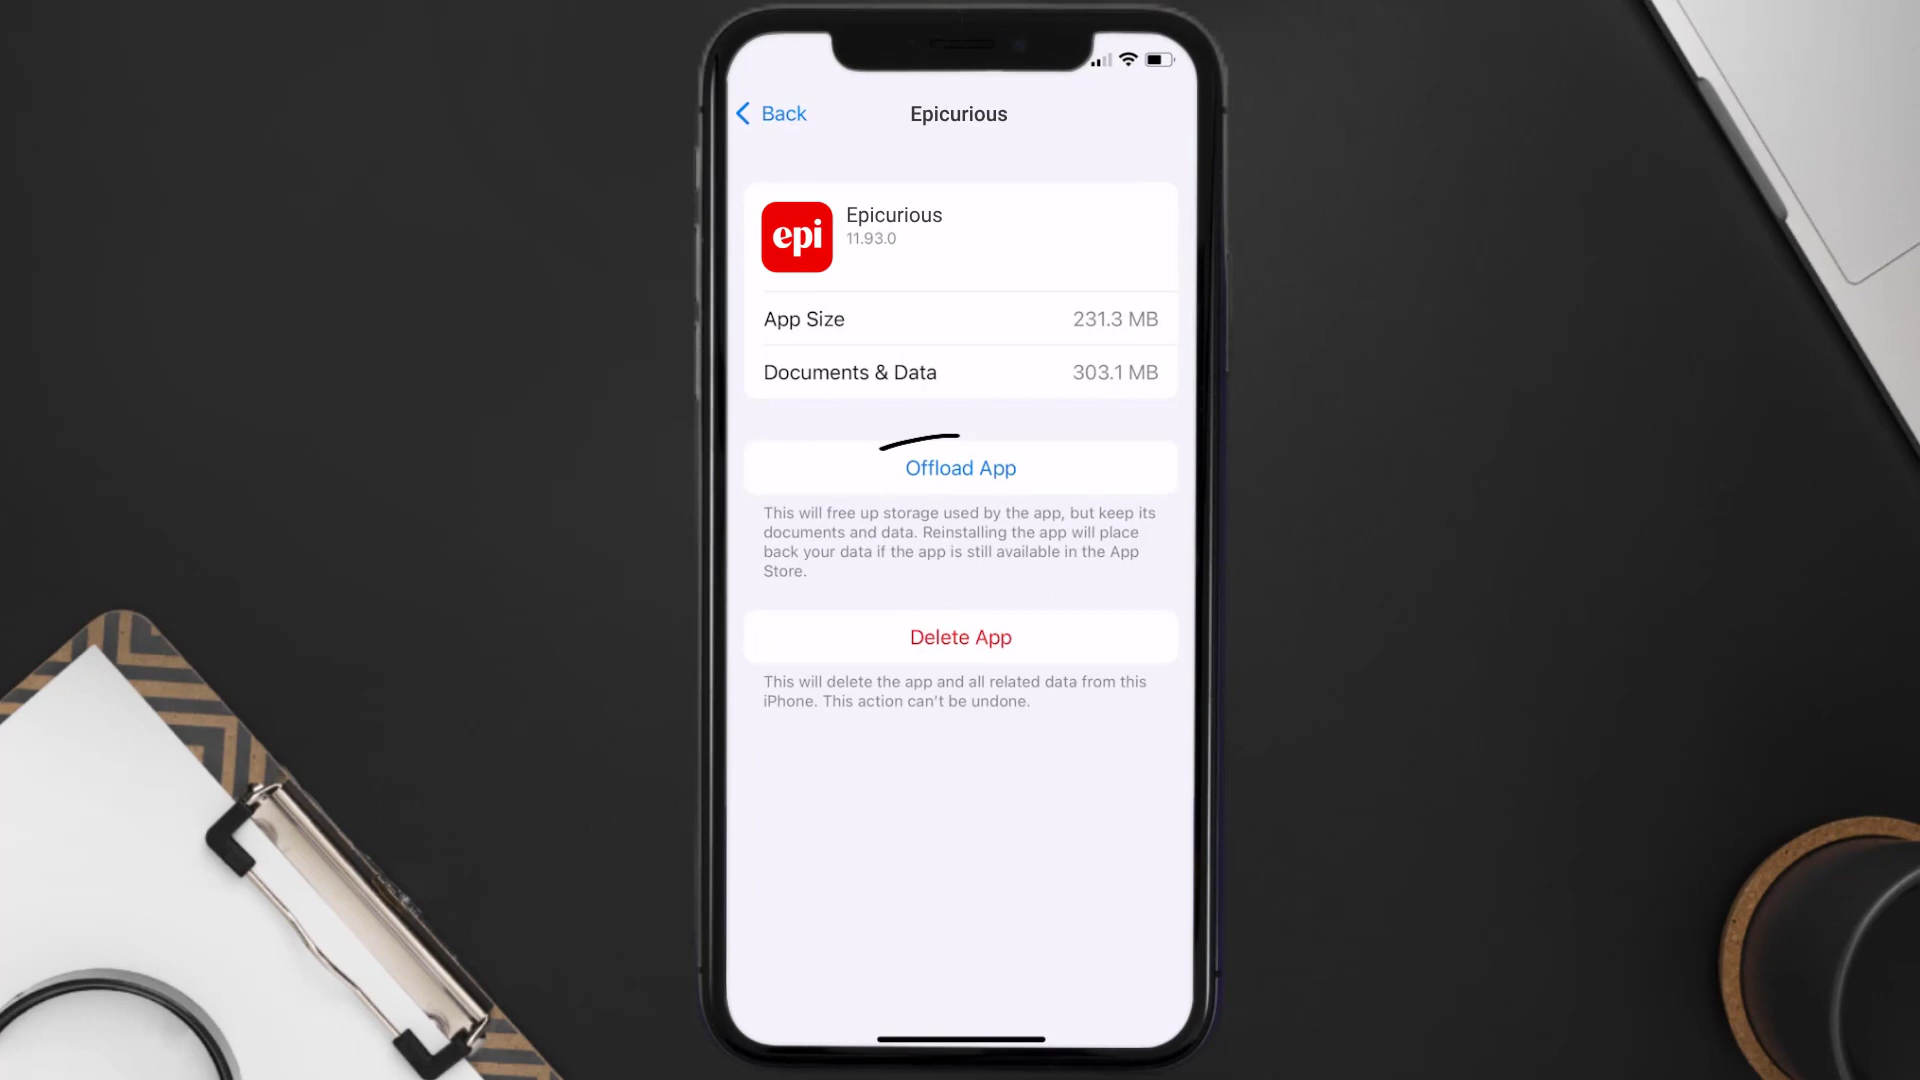 Back
Epicurious
epi
Epicurious
11.93.0
App Size
231.3 MB
Documents & Data
303.1 MB
Offload App
This will free up storage used by the app, but keep its
documents and data. Reinstalling the app will place
back your data if the app is still available in the App
Store.
Delete App
This will delete the app and all related data from this
iPhone. This action can't be undone.